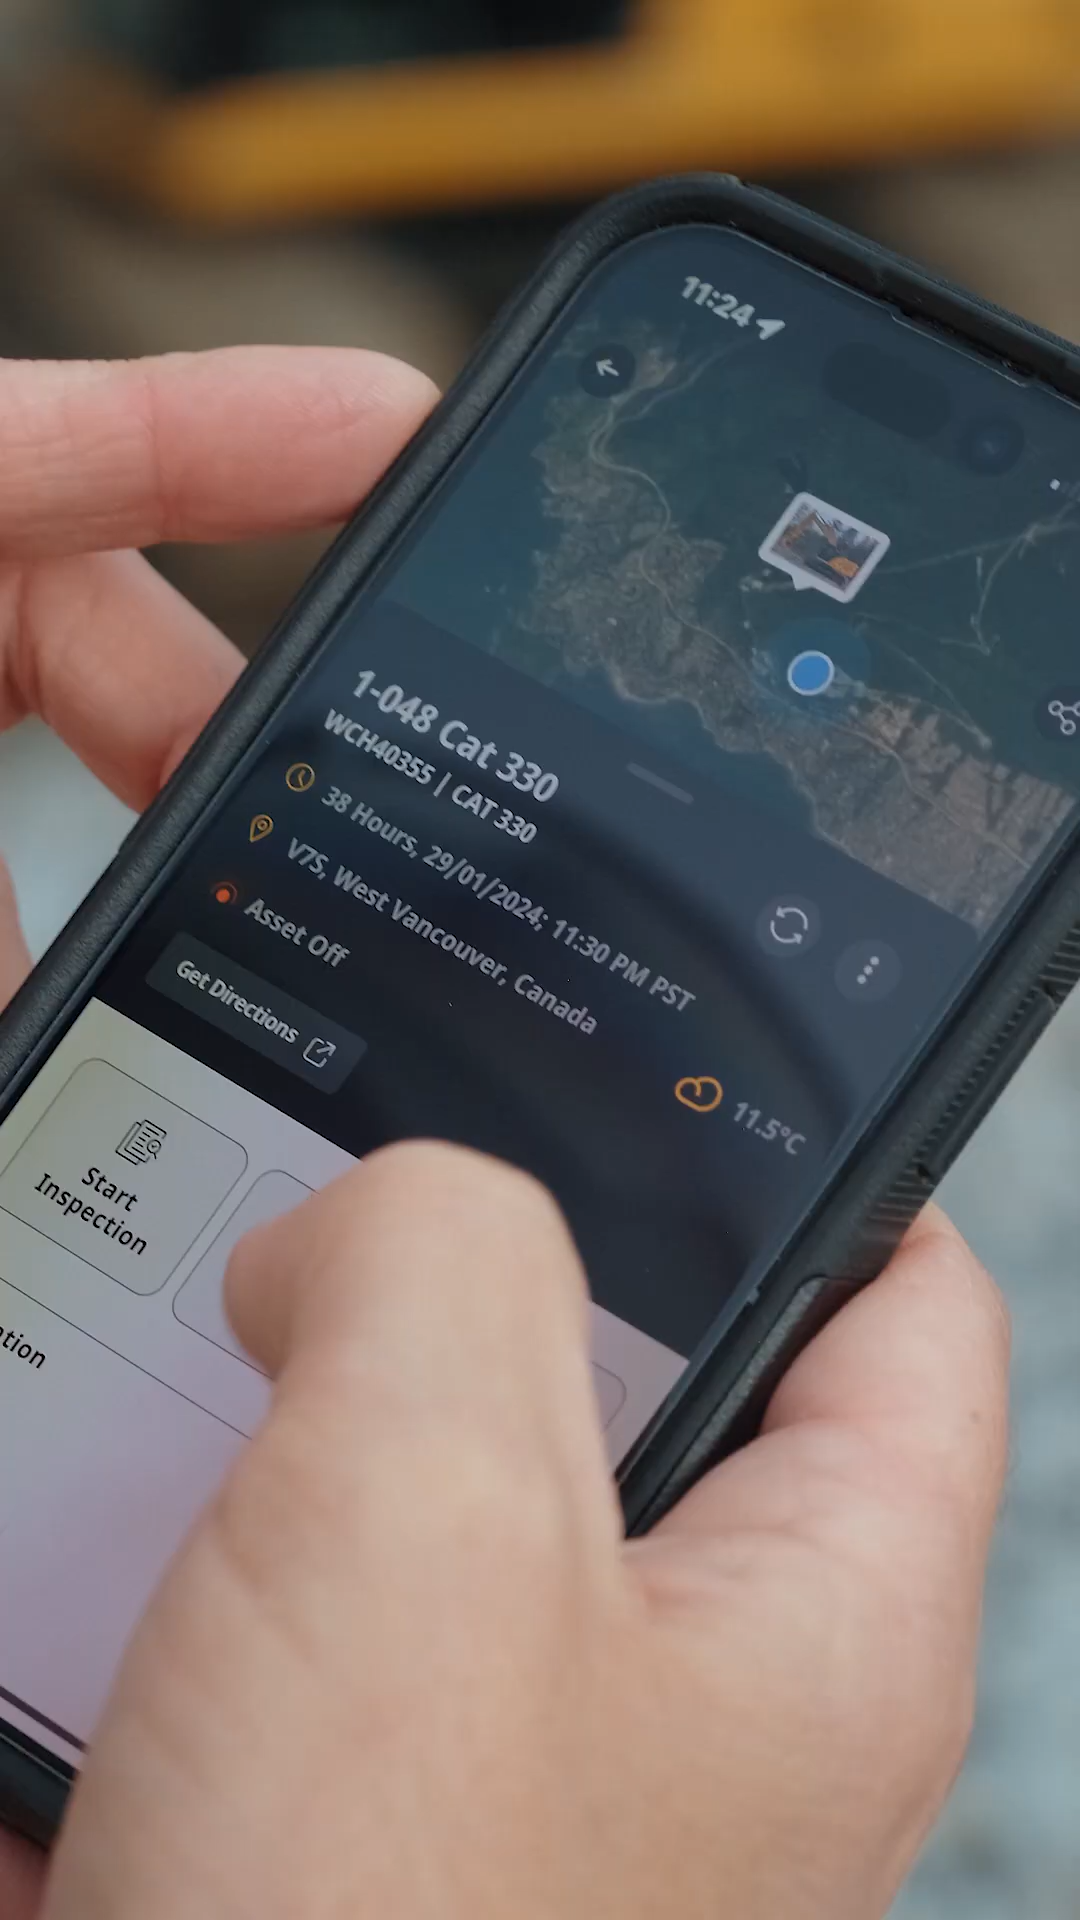 11:24
1-048 Cat 330
WCH40355 | CAT 330
38 Hours, 29/01/2024; 11:30 PM PST
V7S, West Vancouver, Canada
Asset Off
11.5°C
Get Directions
Start
Inspection